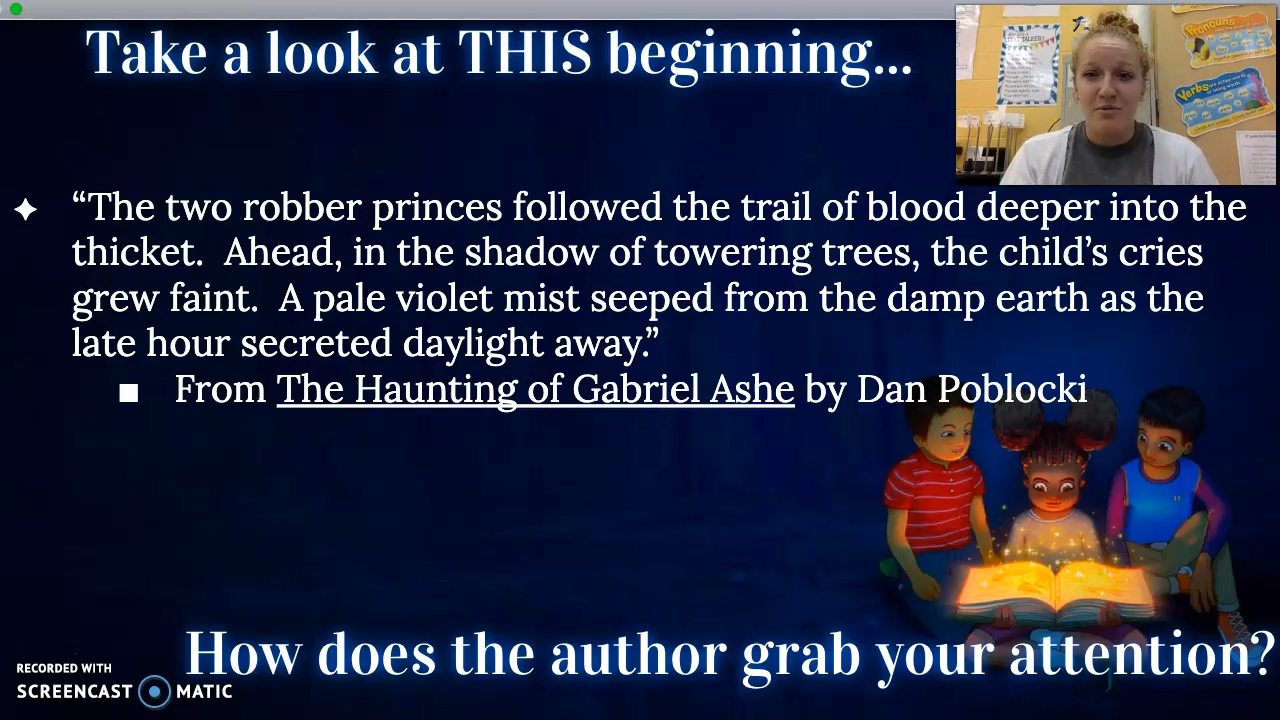 Take a look at THIS beginning...
Pronouns
Verbs
“The two robber princes followed the trail of blood deeper into the
thicket.  Ahead, in the shadow of towering trees, the child’s cries
grew faint.  A pale violet mist seeped from the damp earth as the
late hour secreted daylight away.”
From The Haunting of Gabriel Ashe by Dan Poblocki
How does the author grab your attention?
RECORDED WITH
SCREENCAST MATIC